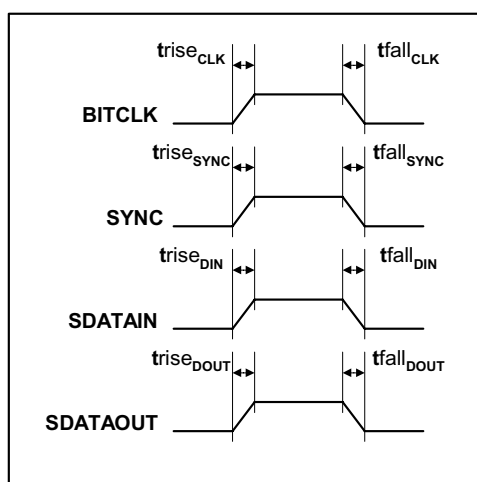 triseCLK tfallCLK
BITCLK
triseSYNC tfallSYNC
SYNC
triseDIN tfallDIN
SDATAIN
triseDOUT tfallDOUT
SDATAOUT